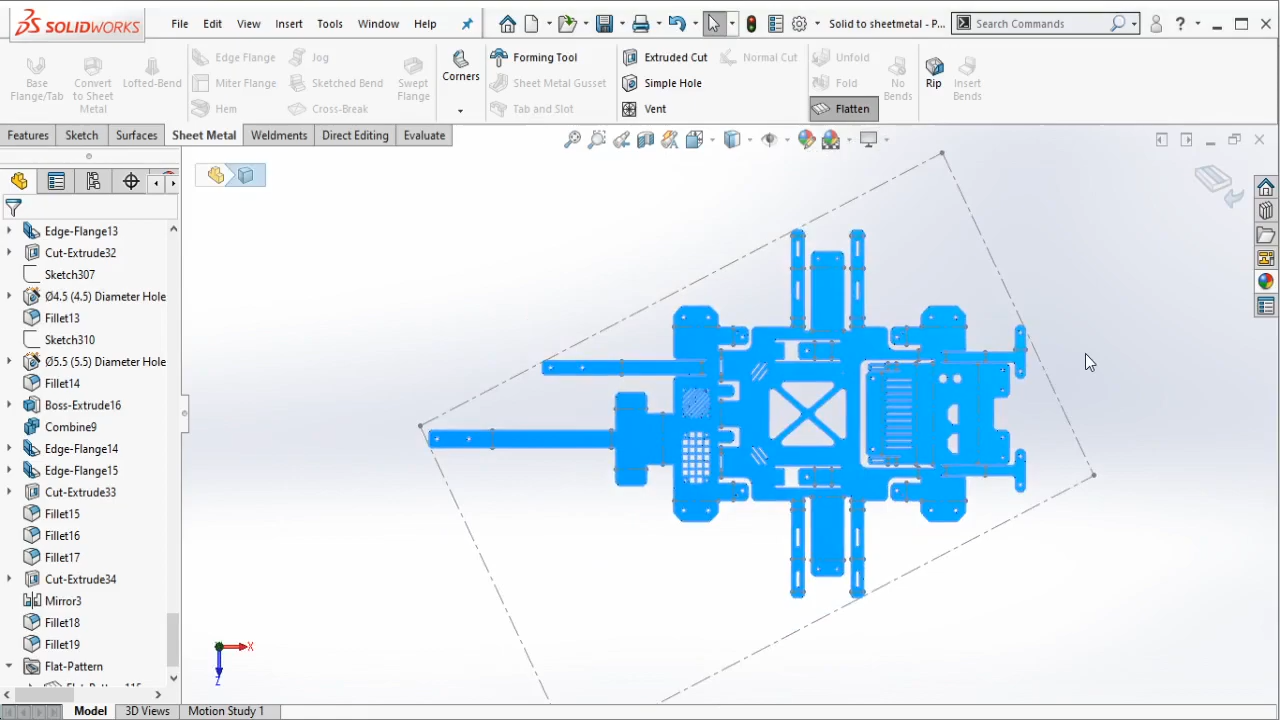 SOLIDWORKS
File Edit View Insert Tools Window Help
Solid to sheetmetal - P...
Search Commands
Base Flange/Tab
Convert to Sheet Metal
Lofted-Bend
Edge Flange
Miter Flange
Hem
Jog
Sketched Bend
Cross-Break
Swept Flange
Corners
Forming Tool
Sheet Metal Gusset
Tab and Slot
Extruded Cut
Simple Hole
Vent
Normal Cut
Unfold
Fold
Flatten
No Bends
Rip
Insert Bends
Features Sketch Surfaces Sheet Metal Weldments Direct Editing Evaluate
Edge-Flange13
Cut-Extrude32
Sketch307
Ø4.5 (4.5) Diameter Hole
Fillet13
Sketch310
Ø5.5 (5.5) Diameter Hole
Fillet14
Boss-Extrude16
Combine9
Edge-Flange14
Edge-Flange15
Cut-Extrude33
Fillet15
Fillet16
Fillet17
Cut-Extrude34
Mirror3
Fillet18
Fillet19
Flat-Pattern
X
Z
Model 3D Views Motion Study 1